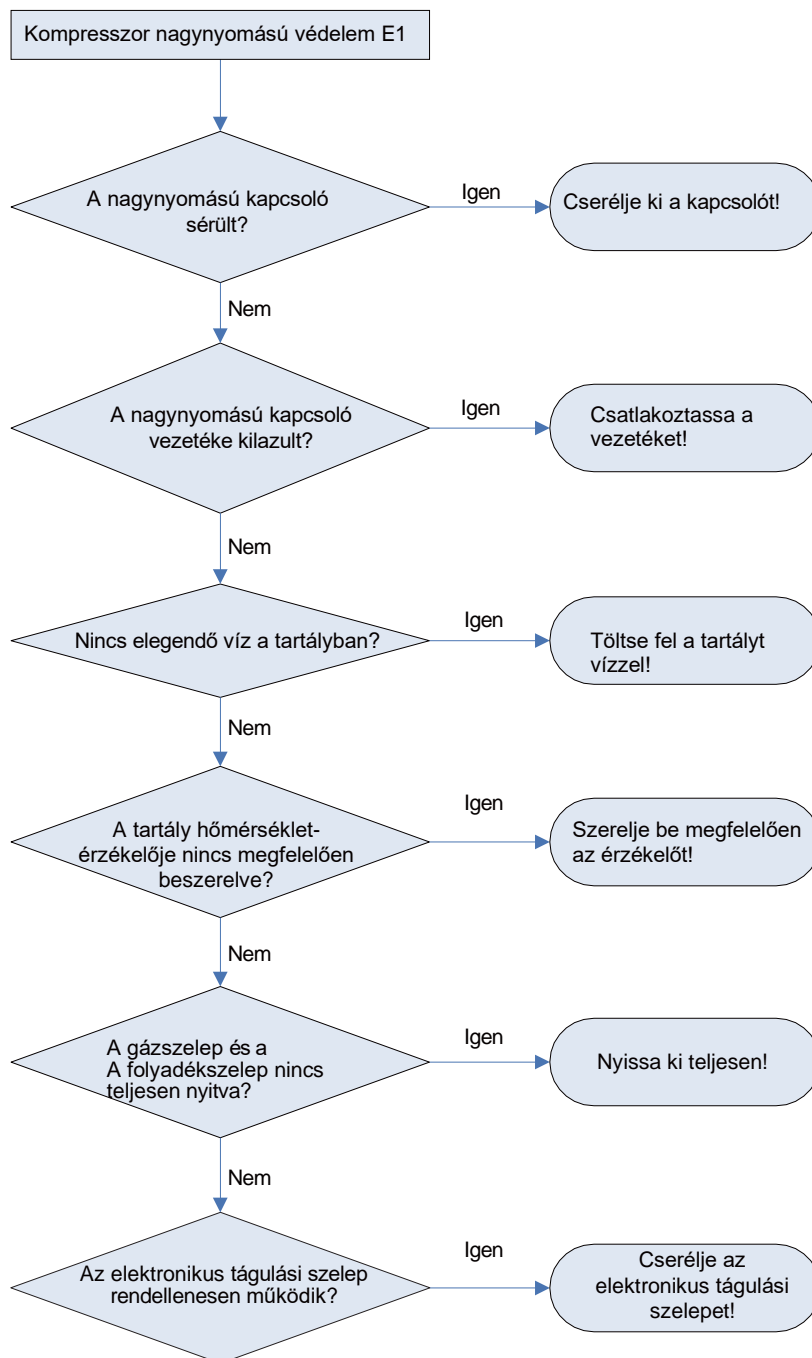 Kompresszor nagynyomású védelem E1
A nagynyomású kapcsoló
sérült?
Igen
Cserélje ki a kapcsolót!
Nem
A nagynyomású kapcsoló
vezetéke kilazult?
Igen
Csatlakoztassa a
vezetéket!
Nem
Nincs elegendő víz a tartályban?
Igen
Töltse fel a tartályt
vízzel!
Nem
A tartály hőmérséklet-
érzékelője nincs megfelelően
beszerelve?
Igen
Szerelje be megfelelően
az érzékelőt!
Nem
A gázszelep és a
A folyadékszelep nincs
teljesen nyitva?
Igen
Nyissa ki teljesen!
Nem
Az elektronikus tágulási szelep
rendellenesen működik?
Igen
Cserélje az
elektronikus tágulási
szelepet!